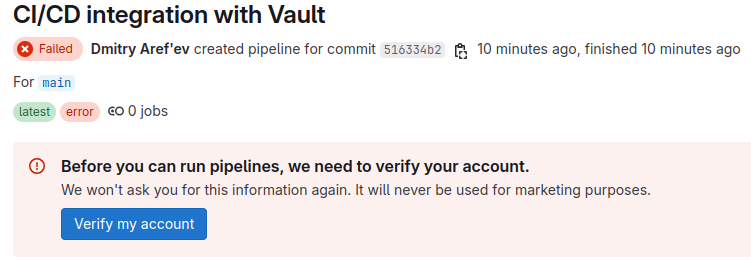 CI/CD integration with Vault
Failed Dmitry Aref'ev created pipeline for commit 516334b2 10 minutes ago, finished 10 minutes ago
For main
latest error 0 jobs
Before you can run pipelines, we need to verify your account.
We won't ask you for this information again. It will never be used for marketing purposes.
Verify my account